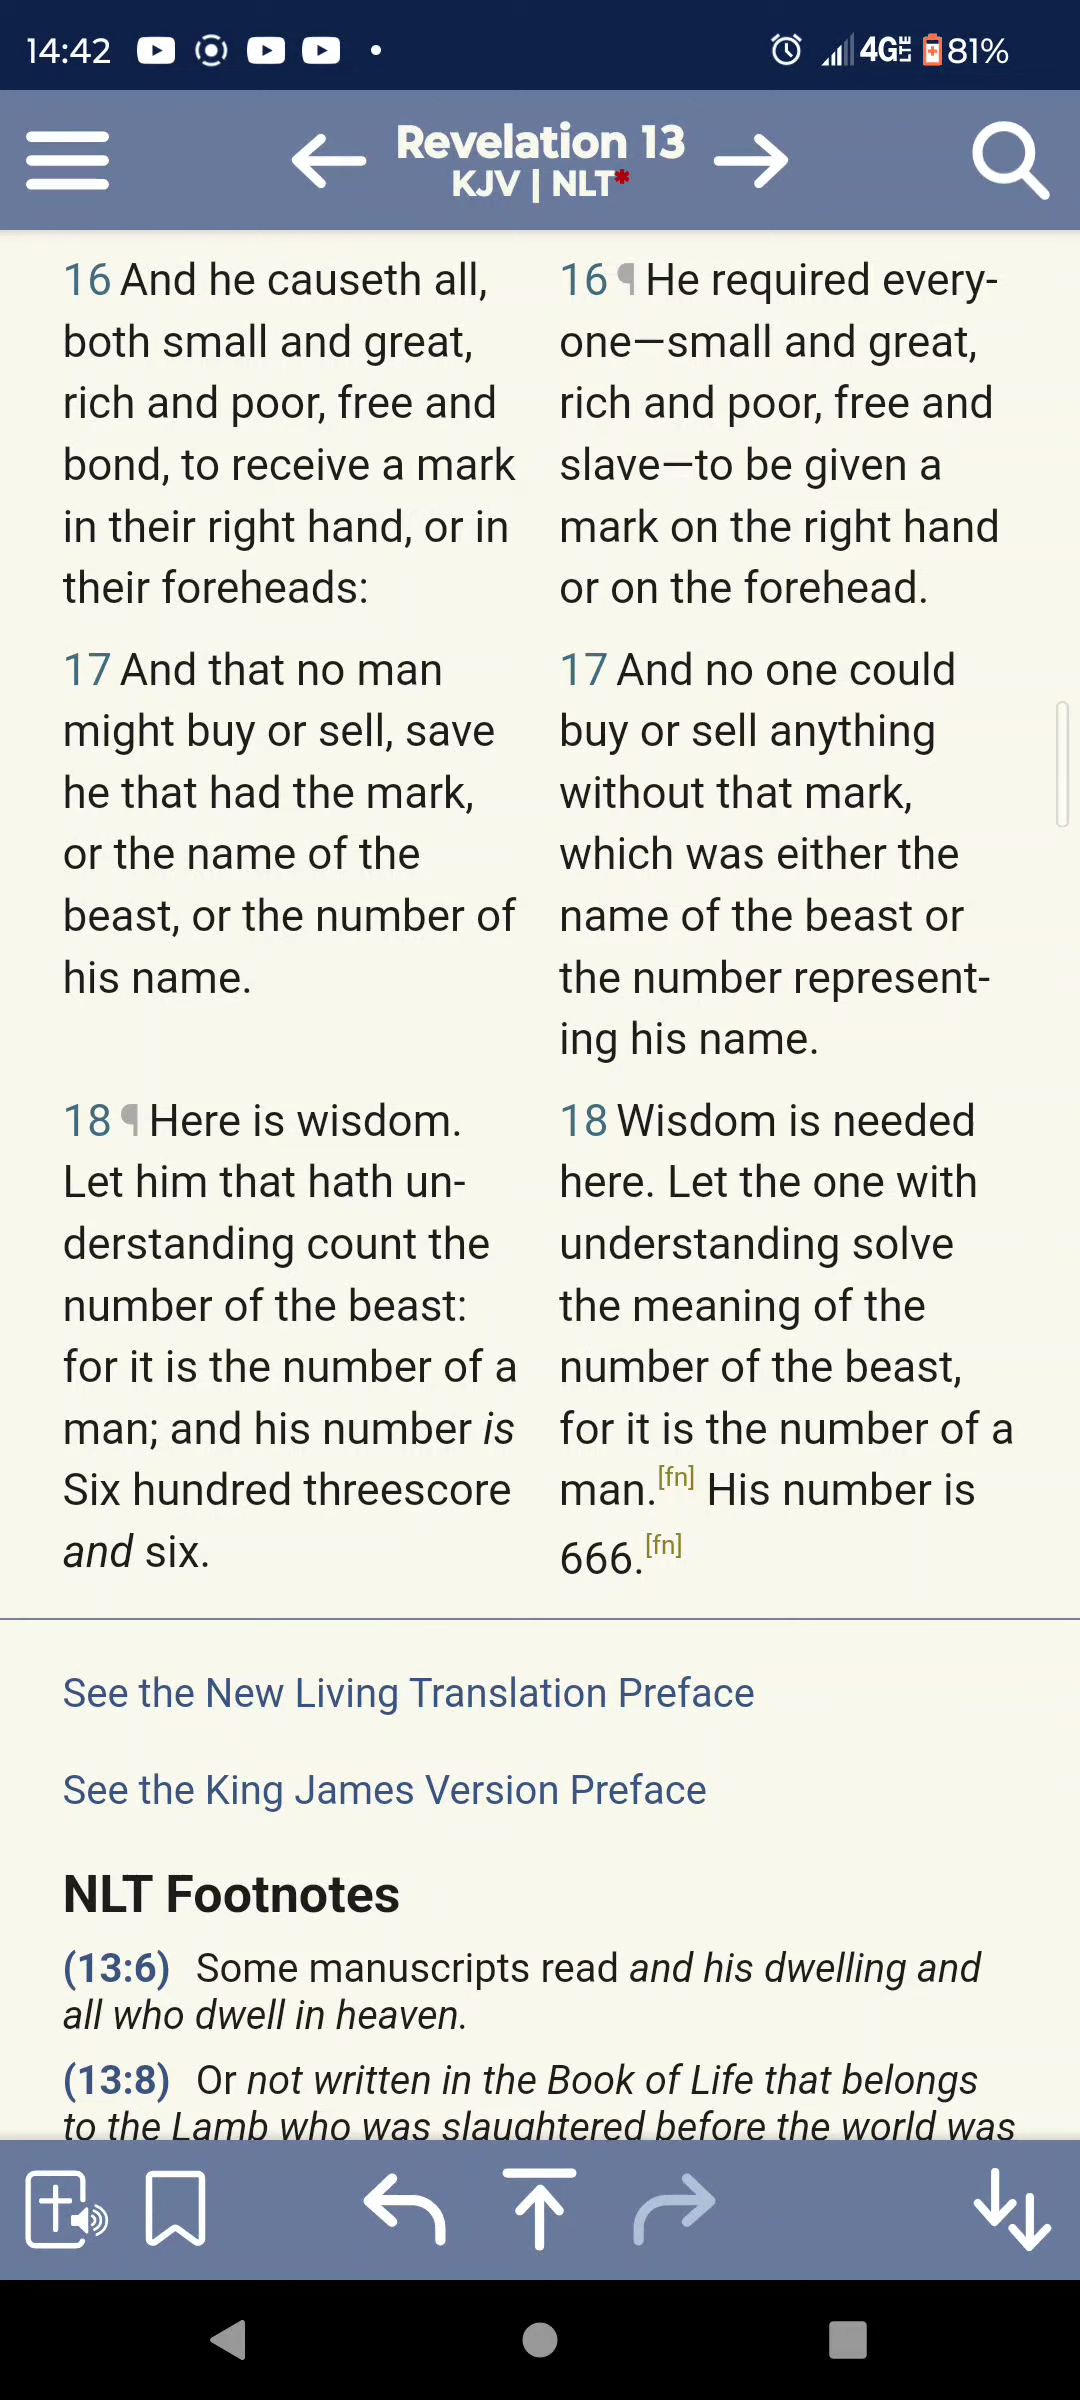 14:42
4G LTE 81%
Revelation 13
KJV | NLT*
16 And he causeth all,
both small and great,
rich and poor, free and
bond, to receive a mark
in their right hand, or in
their foreheads:
17 And that no man
might buy or sell, save
he that had the mark,
or the name of the
beast, or the number of
his name.
18 ¶ Here is wisdom.
Let him that hath un-
derstanding count the
number of the beast:
for it is the number of a
man; and his number is
Six hundred threescore
and six.
16 ¶ He required every-
one—small and great,
rich and poor, free and
slave—to be given a
mark on the right hand
or on the forehead.
17 And no one could
buy or sell anything
without that mark,
which was either the
name of the beast or
the number represent-
ing his name.
18 Wisdom is needed
here. Let the one with
understanding solve
the meaning of the
number of the beast,
for it is the number of a
man.[fn] His number is
666.[fn]
See the New Living Translation Preface
See the King James Version Preface
NLT Footnotes
(13:6) Some manuscripts read and his dwelling and
all who dwell in heaven.
(13:8) Or not written in the Book of Life that belongs
to the Lamb who was slaughtered before the world was